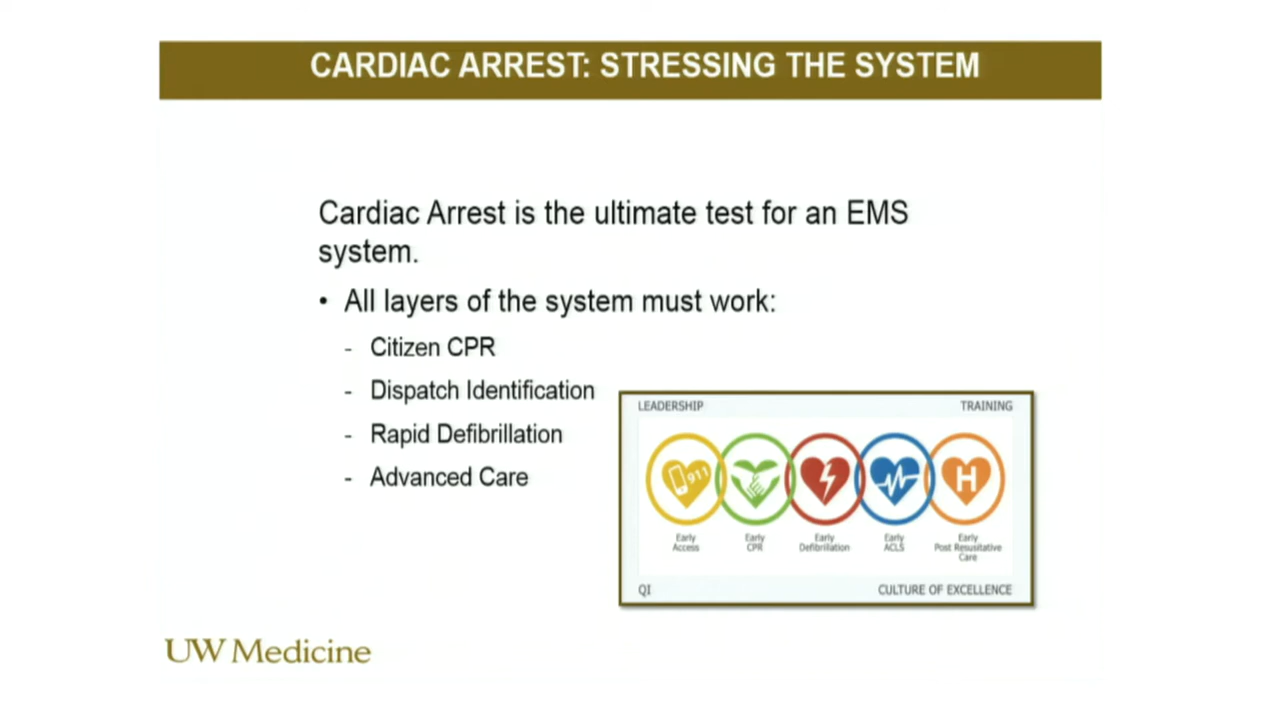 CARDIAC ARREST: STRESSING THE SYSTEM
Cardiac Arrest is the ultimate test for an EMS
system.
• All layers of the system must work:
- Citizen CPR
- Dispatch Identification
- Rapid Defibrillation
- Advanced Care
LEADERSHIP TRAINING
911 H
Early Access
Early CPR
Early Defibrillation
Early ACLS
Early Post Resusitative Care
QI CULTURE OF EXCELLENCE
UW Medicine